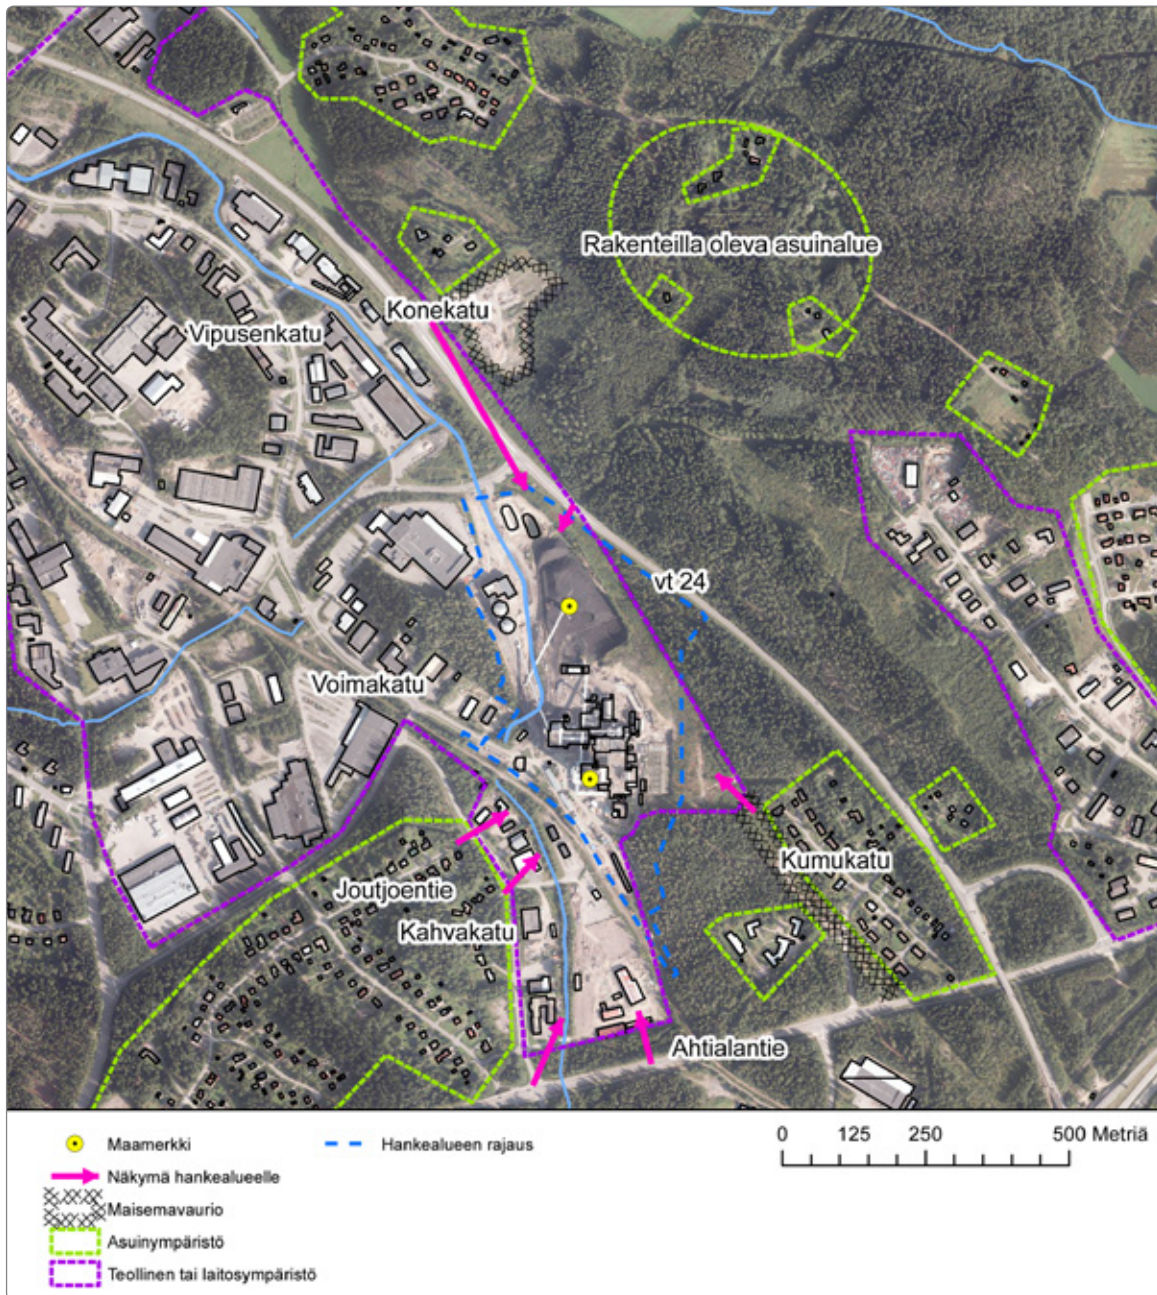 Rakenteilla oleva asuinalue
Konekatu
Vipusenkatu
vt 24
Voimakatu
Kumukatu
Joutjoentie
Kahvakatu
Ahtialantie
Maamerkki
Hankealueen rajaus
0 125 250 500 Metriä
Näkymä hankealueelle
Maisemavaurio
Asuinympäristö
Teollinen tai laitosympäristö